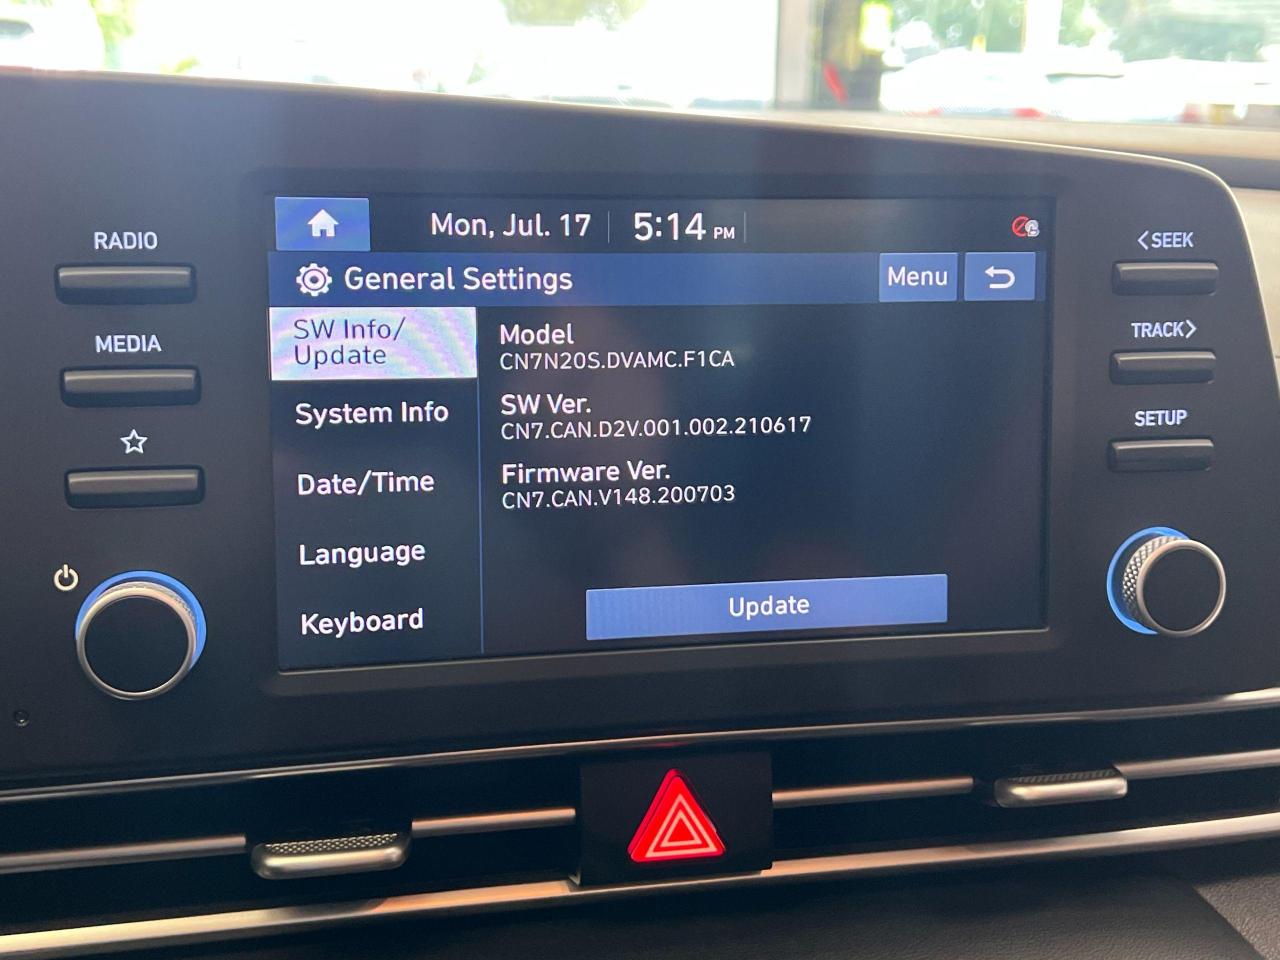 RADIO
MEDIA
Mon, Jul. 17
5:14 PM
General Settings
Menu
SW Info/
Update
System Info
Date/Time
Language
Keyboard
Model
CN7N20S.DVAMC.F1CA
SW Ver.
CN7.CAN.D2V.001.002.210617
Firmware Ver.
CN7.CAN.V148.200703
Update
<SEEK
TRACK>
SETUP